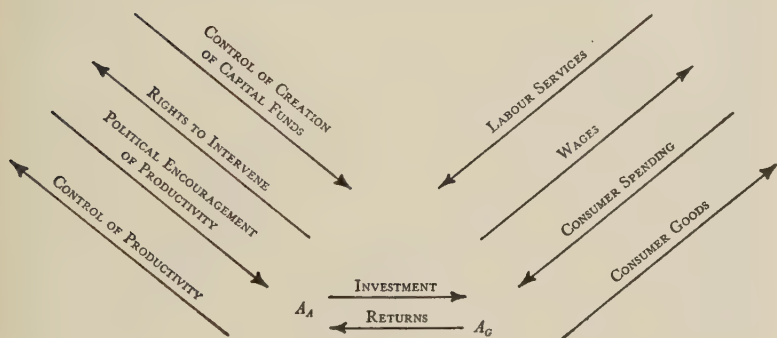 CONTROL OF CREATION
OF CAPITAL FUNDS
RIGHTS TO INTERVENE
POLITICAL ENCOURAGEMENT
OF PRODUCTIVITY
CONTROL OF PRODUCTIVITY
LABOUR SERVICES
WAGES
CONSUMER SPENDING
CONSUMER GOODS
INVESTMENT
A_A
RETURNS
A_G